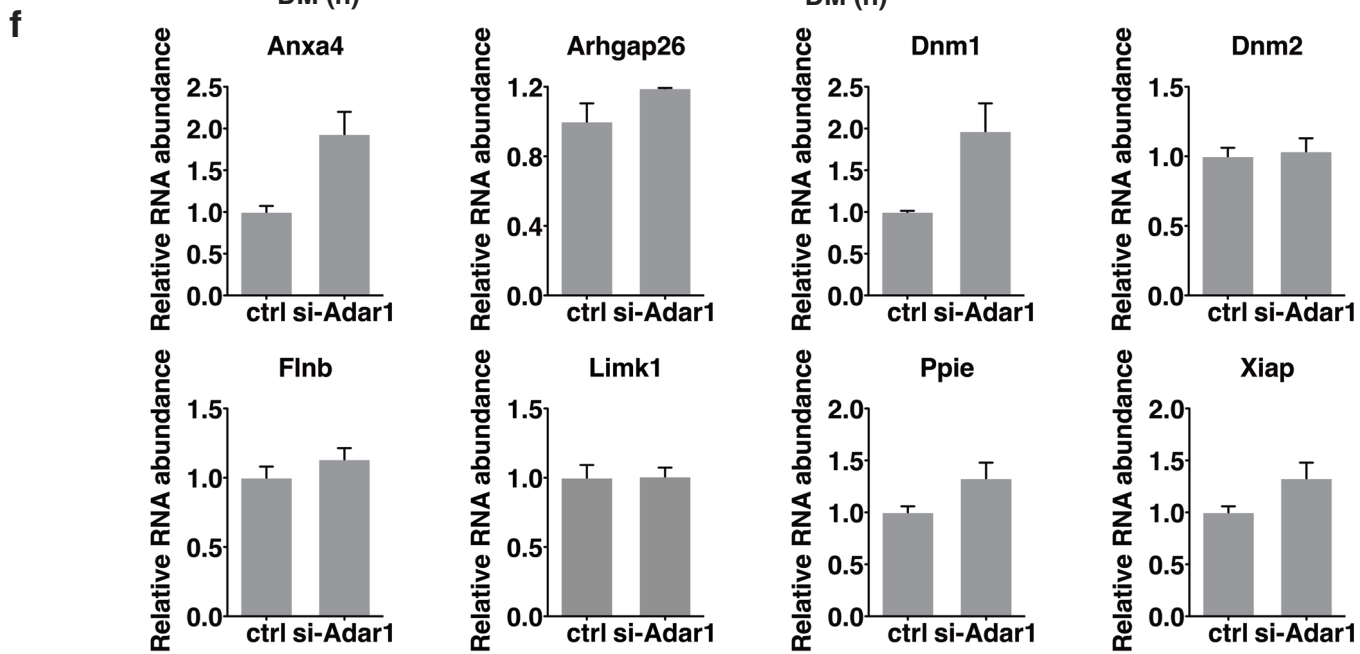 DM (h)
DM (h)
f
Anxa4
Relative RNA abundance
2.5
2.0
1.5
1.0
0.5
0.0
ctrl si-Adar1
Arhgap26
Relative RNA abundance
1.2
0.8
0.4
0.0
ctrl si-Adar1
Dnm1
Relative RNA abundance
2.5
2.0
1.5
1.0
0.5
0.0
ctrl si-Adar1
Dnm2
Relative RNA abundance
1.5
1.0
0.5
0.0
ctrl si-Adar1
Flnb
Relative RNA abundance
1.5
1.0
0.5
0.0
ctrl si-Adar1
Limk1
Relative RNA abundance
1.5
1.0
0.5
0.0
ctrl si-Adar1
Ppie
Relative RNA abundance
2.0
1.5
1.0
0.5
0.0
ctrl si-Adar1
Xiap
Relative RNA abundance
2.0
1.5
1.0
0.5
0.0
ctrl si-Adar1